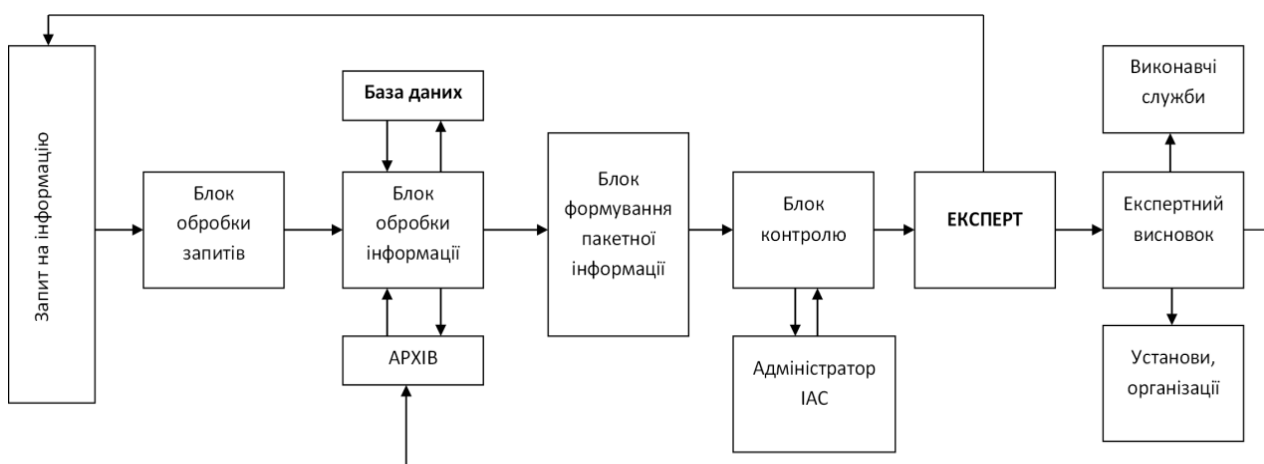 Запит на інформацію
Блок
обробки
запитів
База даних
Блок
обробки
інформації
АРХІВ
Блок
формування
пакетної
інформації
Блок
контролю
Адміністратор
ІАС
ЕКСПЕРТ
Виконавчі
служби
Експертний
висновок
Установи,
організації